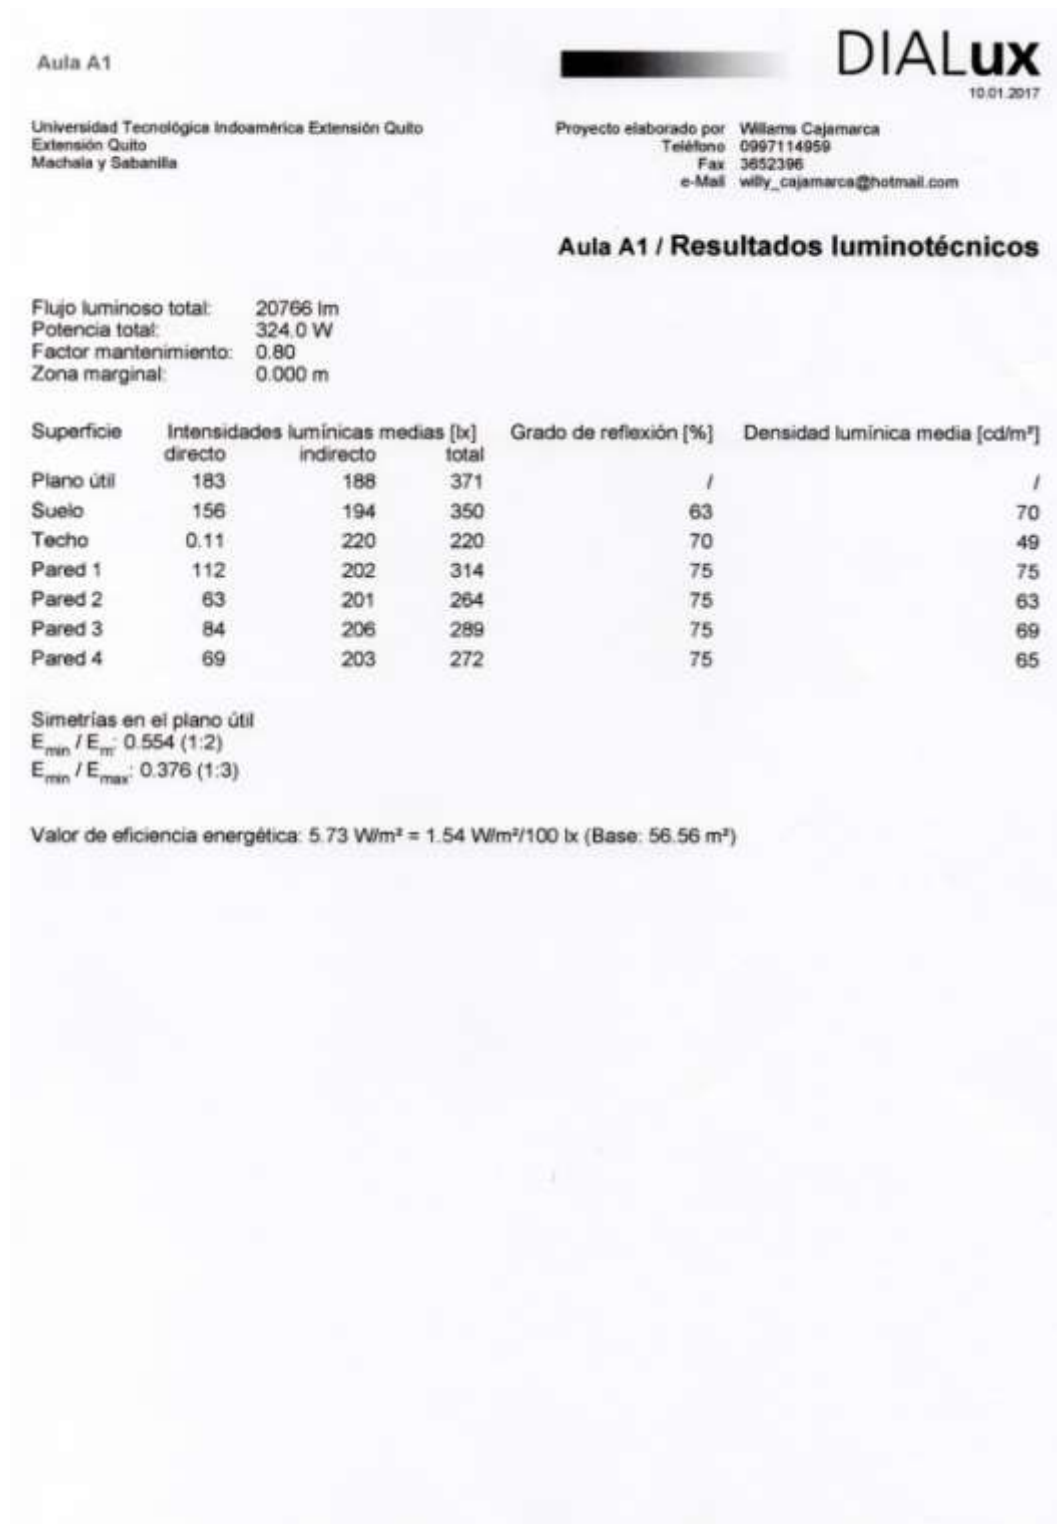 Aula A1
DIALux
10.01.2017
Universidad Tecnológica Indoamérica Extensión Quito
Extensión Quito
Machala y Sabanilla
Proyecto elaborado por Willams Cajamarca
Teléfono 0997114959
Fax 3652396
e-Mail willy_cajamarca@hotmail.com
Aula A1 / Resultados luminotécnicos
Flujo luminoso total: 20766 lm
Potencia total: 324.0 W
Factor mantenimiento: 0.80
Zona marginal: 0.000 m
Superficie Intensidades lumínicas medias [lx] Grado de reflexión [%] Densidad lumínica media [cd/m²]
directo indirecto total
Plano útil 183 188 371 / /
Suelo 156 194 350 63 70
Techo 0.11 220 220 70 49
Pared 1 112 202 314 75 75
Pared 2 63 201 264 75 63
Pared 3 84 206 289 75 69
Pared 4 69 203 272 75 65
Simetrías en el plano útil
Emin / Em: 0.554 (1:2)
Emin / Emax: 0.376 (1:3)
Valor de eficiencia energética: 5.73 W/m² = 1.54 W/m²/100 lx (Base: 56.56 m²)